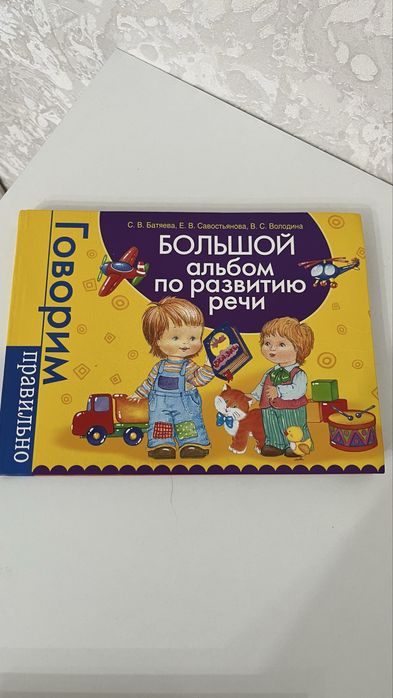 С. В. Батяева, Е. В. Савостьянова, В. С. Володина
БОЛЬШОЙ
альбом
по развитию
речи
Говорим
правильно